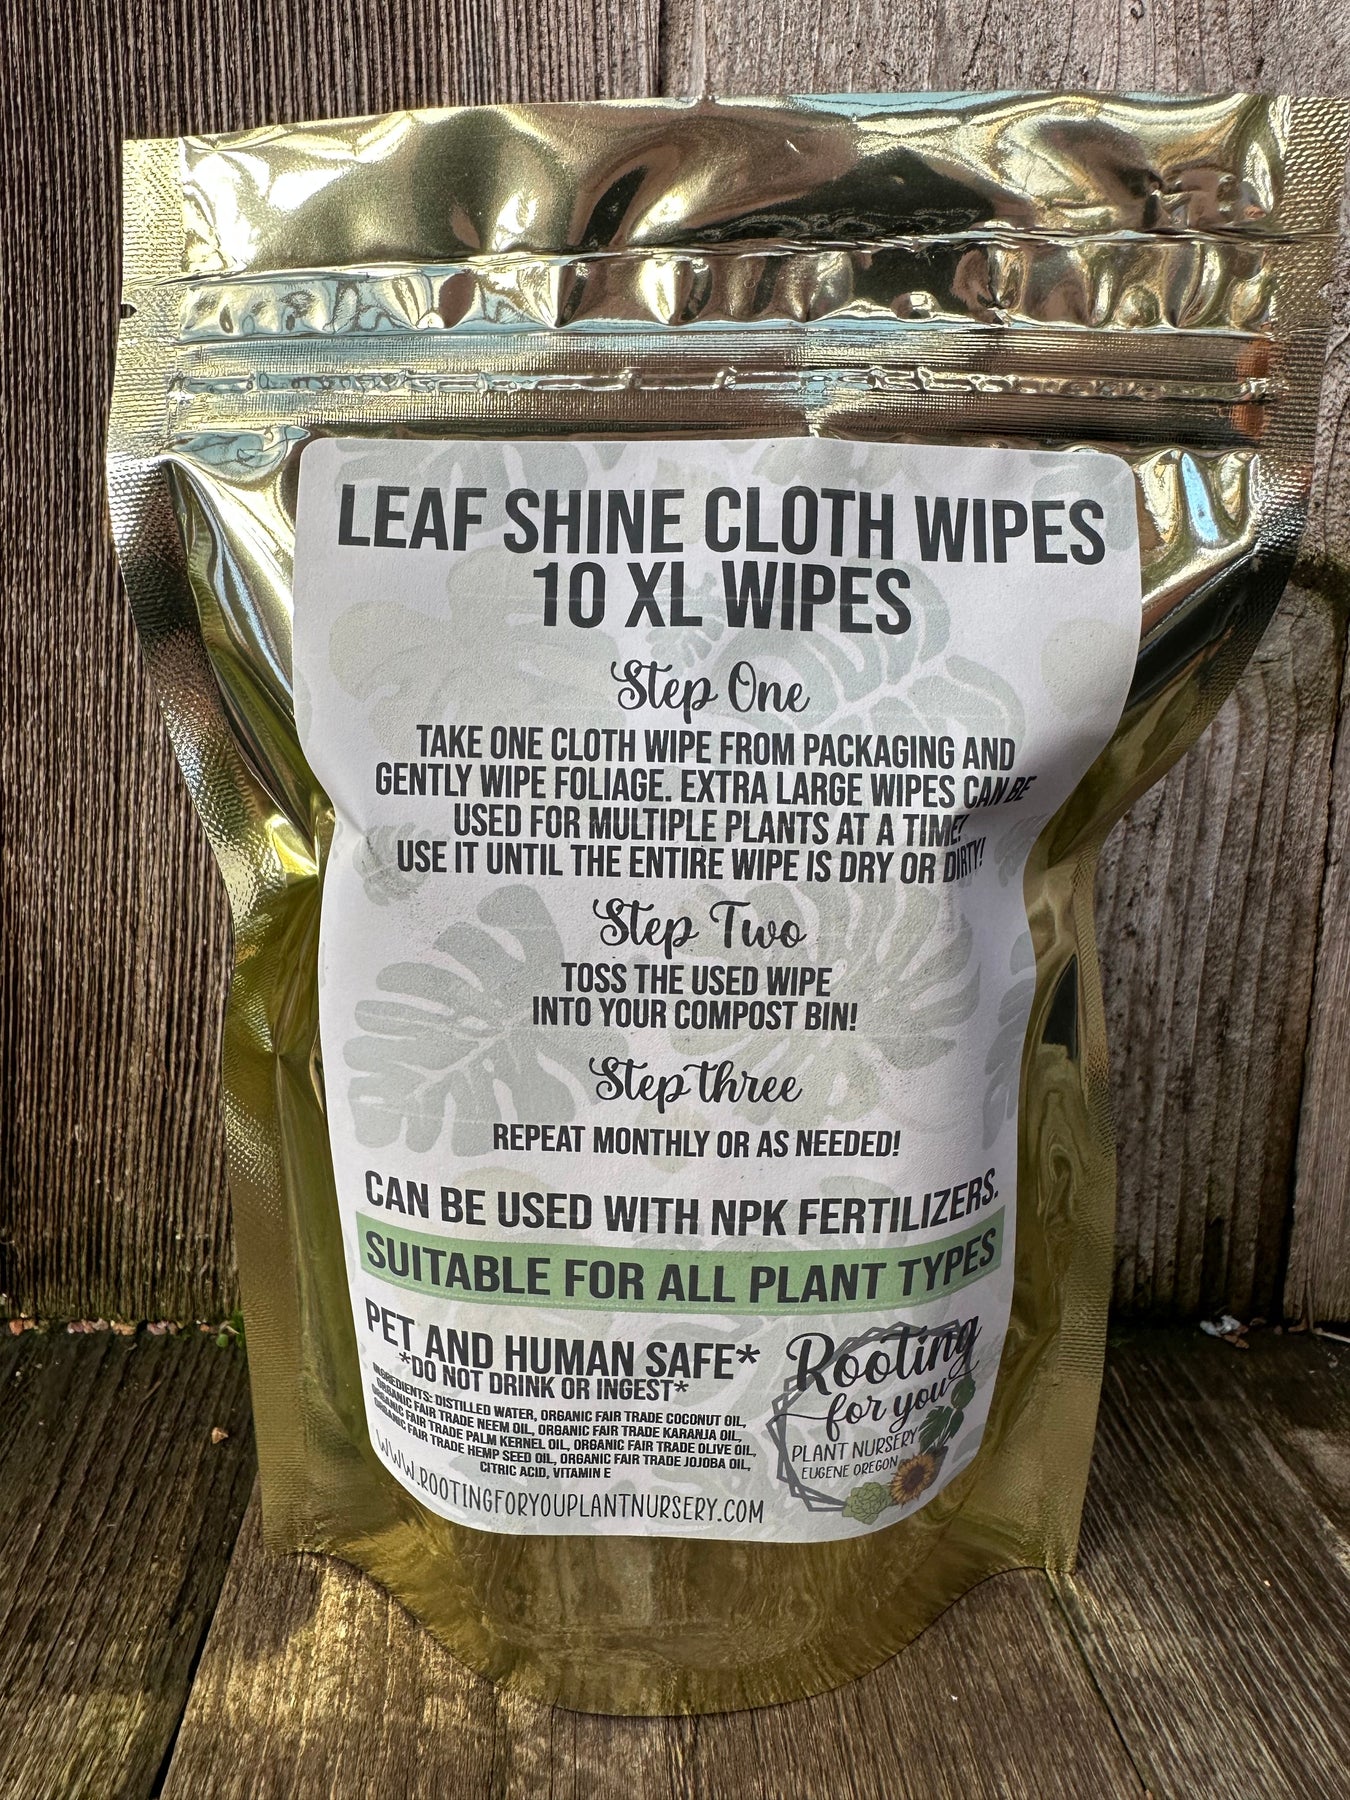 LEAF SHINE CLOTH WIPES
10 XL WIPES
Step One
TAKE ONE CLOTH WIPE FROM PACKAGING AND
GENTLY WIPE FOLIAGE. EXTRA LARGE WIPES CAN BE
USED FOR MULTIPLE PLANTS AT A TIME!
USE IT UNTIL THE ENTIRE WIPE IS DRY OR DIRTY!
Step Two
TOSS THE USED WIPE
INTO YOUR COMPOST BIN!
Step three
REPEAT MONTHLY OR AS NEEDED!
CAN BE USED WITH NPK FERTILIZERS.
SUITABLE FOR ALL PLANT TYPES
PET AND HUMAN SAFE*
*DO NOT DRINK OR INGEST*
INGREDIENTS: DISTILLED WATER, ORGANIC FAIR TRADE COCONUT OIL,
ORGANIC FAIR TRADE NEEM OIL, ORGANIC FAIR TRADE KARANJA OIL,
ORGANIC FAIR TRADE PALM KERNEL OIL, ORGANIC FAIR TRADE OLIVE OIL,
ORGANIC FAIR TRADE HEMP SEED OIL, ORGANIC FAIR TRADE JOJOBA OIL,
CITRIC ACID, VITAMIN E
WWW.ROOTINGFORYOUPLANTNURSERY.COM
Rooting
for you
PLANT NURSERY
EUGENE OREGON